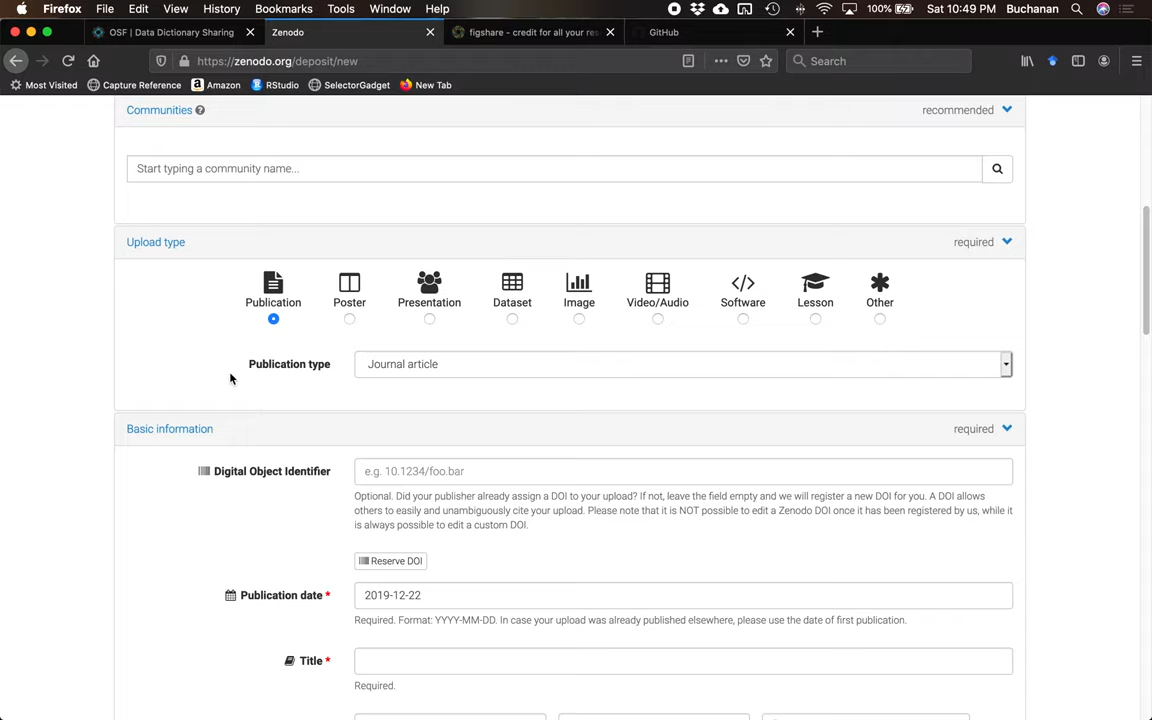 Firefox File Edit View History Bookmarks Tools Window Help 100% Sat 10:49 PM Buchanan
OSF | Data Dictionary Sharing Zenodo figshare - credit for all your res GitHub
https://zenodo.org/deposit/new Search
Most Visited Capture Reference Amazon RStudio SelectorGadget New Tab
Communities recommended
Start typing a community name...
Upload type required
Publication Poster Presentation Dataset Image Video/Audio Software Lesson Other
Publication type Journal article
Basic information required
Digital Object Identifier e.g. 10.1234/foo.bar
Optional. Did your publisher already assign a DOI to your upload? If not, leave the field empty and we will register a new DOI for you. A DOI allows
others to easily and unambiguously cite your upload. Please note that it is NOT possible to edit a Zenodo DOI once it has been registered by us, while it
is always possible to edit a custom DOI.
Reserve DOI
Publication date * 2019-12-22
Required. Format: YYYY-MM-DD. In case your upload was already published elsewhere, please use the date of first publication.
Title *
Required.